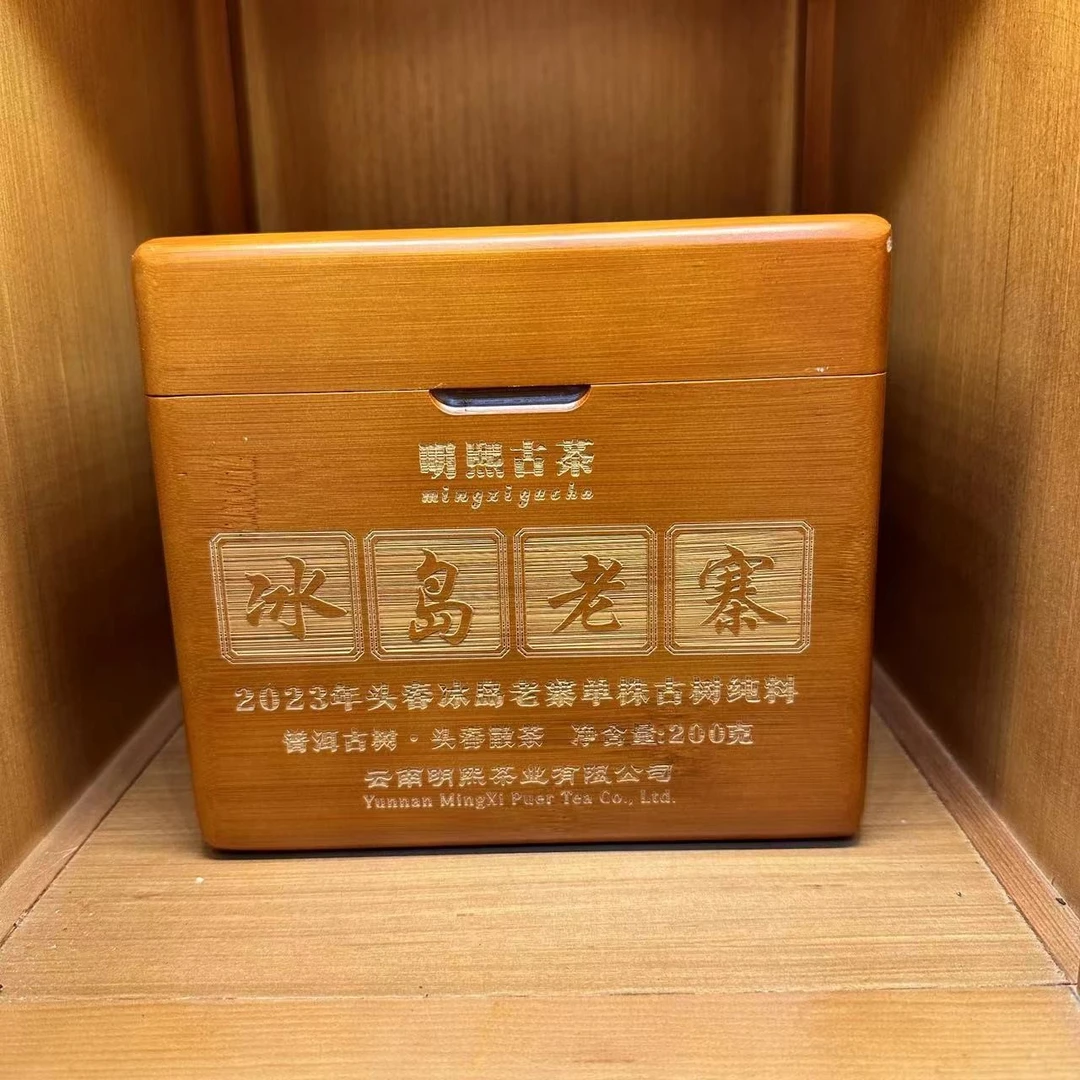 明熙古茶
mingxigucha
冰岛老寨
2023年头春冰岛老寨单株古树纯料
普洱古树·头春散茶 净含量:200克
云南明熙茶业有限公司
Yunnan MingXi Puer Tea Co., Ltd.